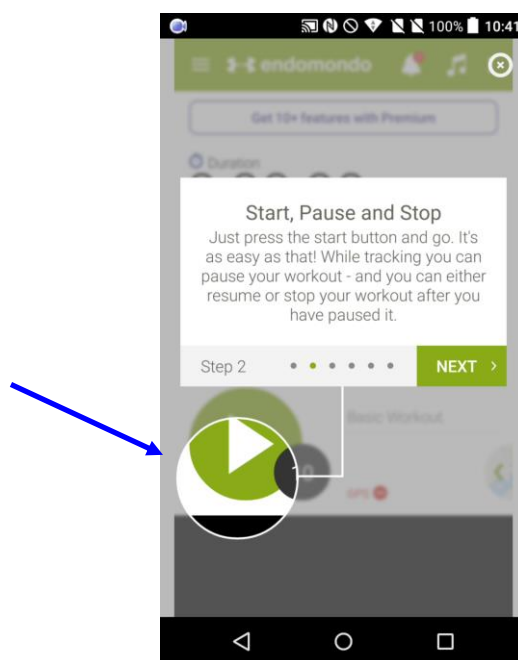 100% 10:41
endomondo
Get 10+ features with Premium
Duration
Start, Pause and Stop
Just press the start button and go. It's
as easy as that! While tracking you can
pause your workout - and you can either
resume or stop your workout after you
have paused it.
Step 2
NEXT
Basic Workout
GPS